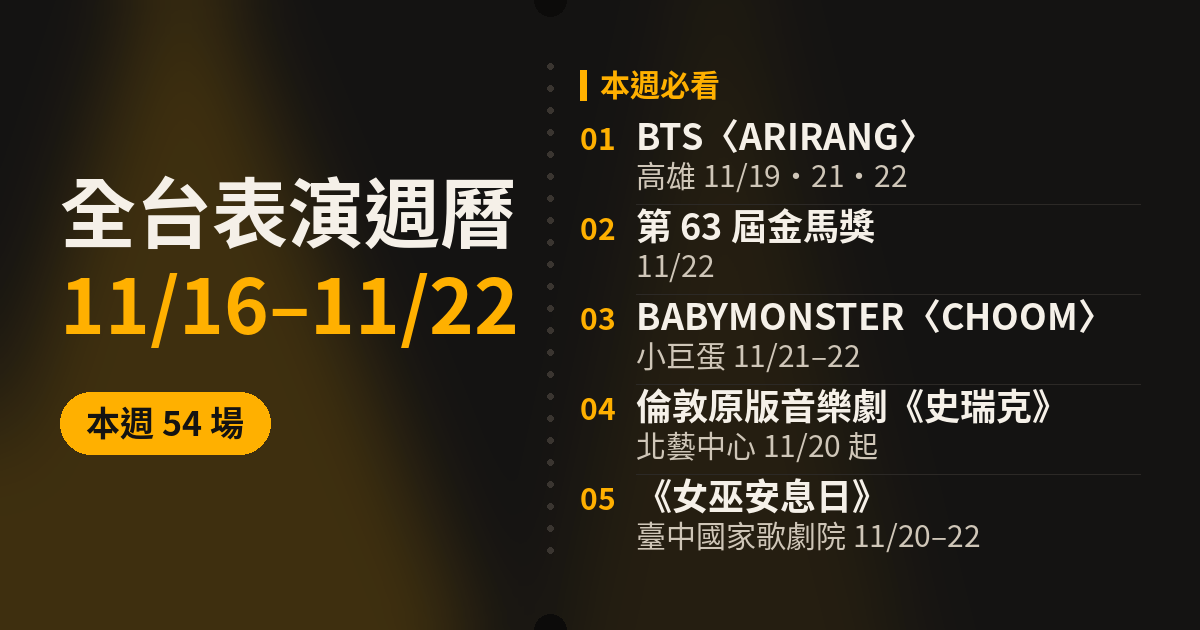 全台表演週曆
11/16–11/22
本週 54 場
本週必看
01 BTS〈ARIRANG〉
高雄 11/19・21・22
02 第 63 屆金馬獎
11/22
03 BABYMONSTER〈CHOOM〉
小巨蛋 11/21–22
04 倫敦原版音樂劇《史瑞克》
北藝中心 11/20 起
05 《女巫安息日》
臺中國家歌劇院 11/20–22